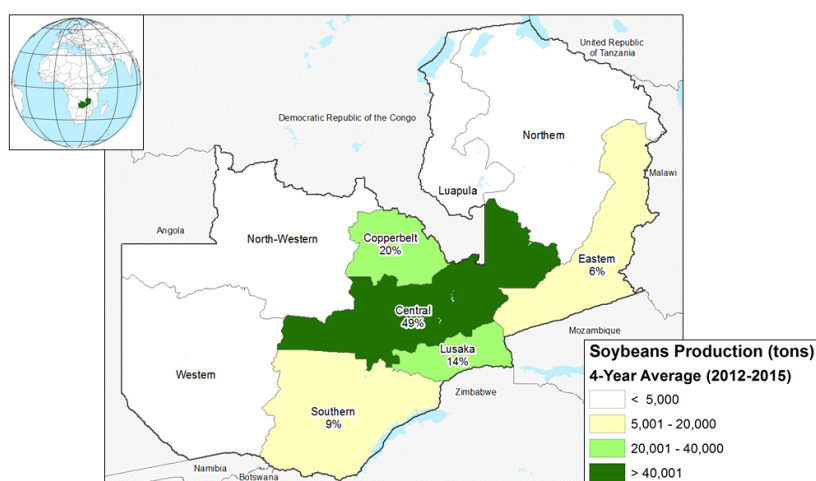 United Republic
of Tanzania
Democratic Republic of the Congo
Northern
Malawi
Luapula
Angola
North-Western
Copperbelt
20%
Eastern
6%
Central
49%
Mozambique
Lusaka
14%
Western
Zimbabwe
Southern
9%
Namibia
Botswana
Soybeans Production (tons)
4-Year Average (2012-2015)
< 5,000
5,001 - 20,000
20,001 - 40,000
> 40,001